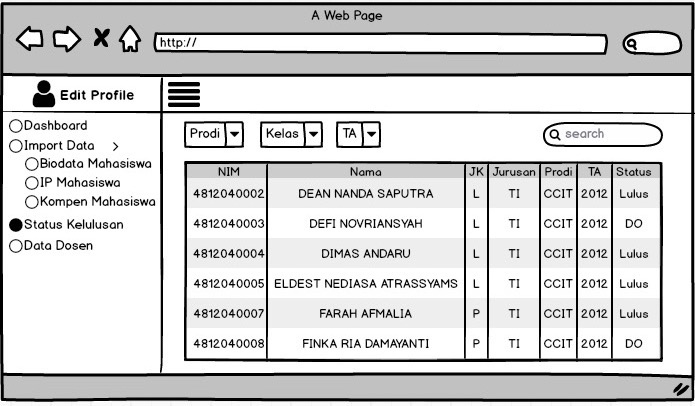 A Web Page
http://
Edit Profile
Dashboard
Import Data >
Biodata Mahasiswa
IP Mahasiswa
Kompen Mahasiswa
Status Kelulusan
Data Dosen
Prodi Kelas TA search
NIM Nama JK Jurusan Prodi TA Status
4812040002 DEAN NANDA SAPUTRA L TI CCIT 2012 Lulus
4812040003 DEFI NOVRIANSYAH L TI CCIT 2012 DO
4812040004 DIMAS ANDARU L TI CCIT 2012 Lulus
4812040005 ELDEST NEDIASA ATRASSYAMS L TI CCIT 2012 Lulus
4812040007 FARAH AFMALIA P TI CCIT 2012 Lulus
4812040008 FINKA RIA DAMAYANTI P TI CCIT 2012 DO